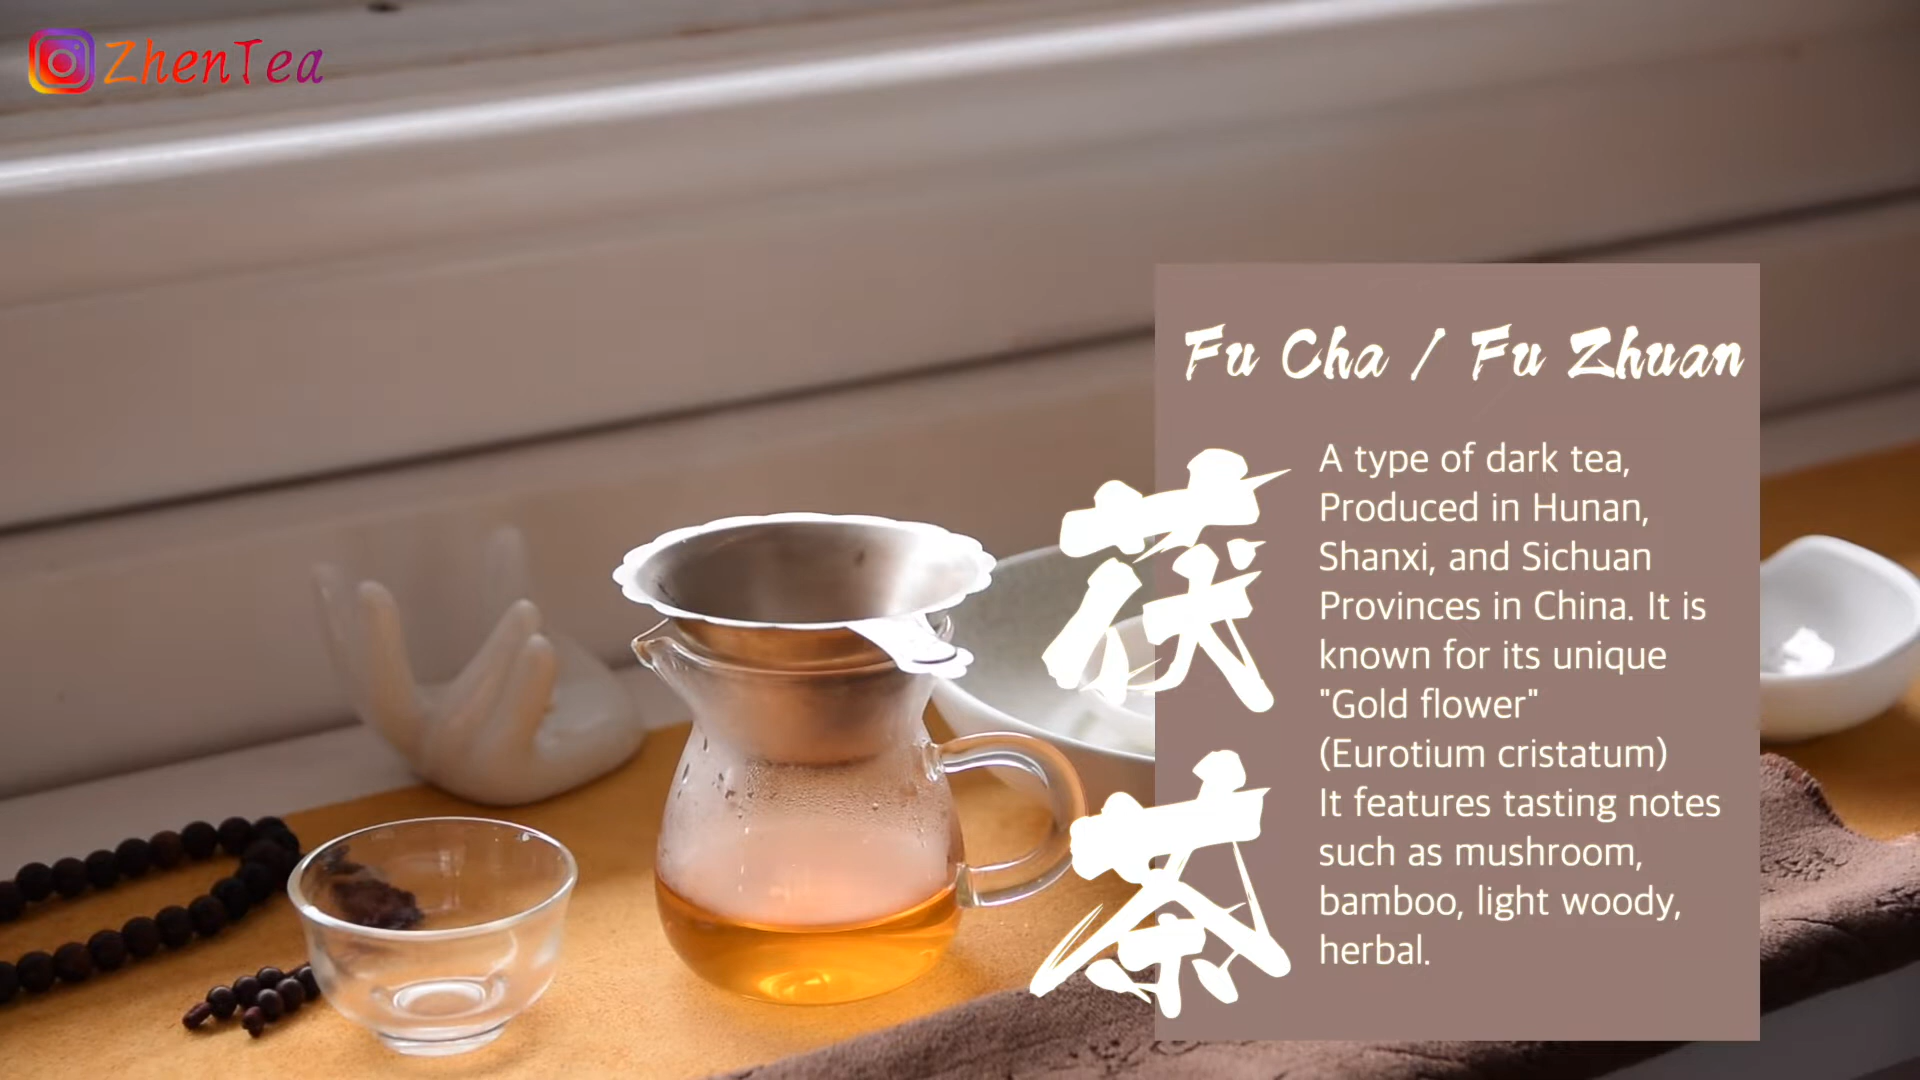 ZhenTea
Fu Cha / Fu Zhuan
茯
茶
A type of dark tea,
Produced in Hunan,
Shanxi, and Sichuan
Provinces in China. It is
known for its unique
"Gold flower"
(Eurotium cristatum)
It features tasting notes
such as mushroom,
bamboo, light woody,
herbal.